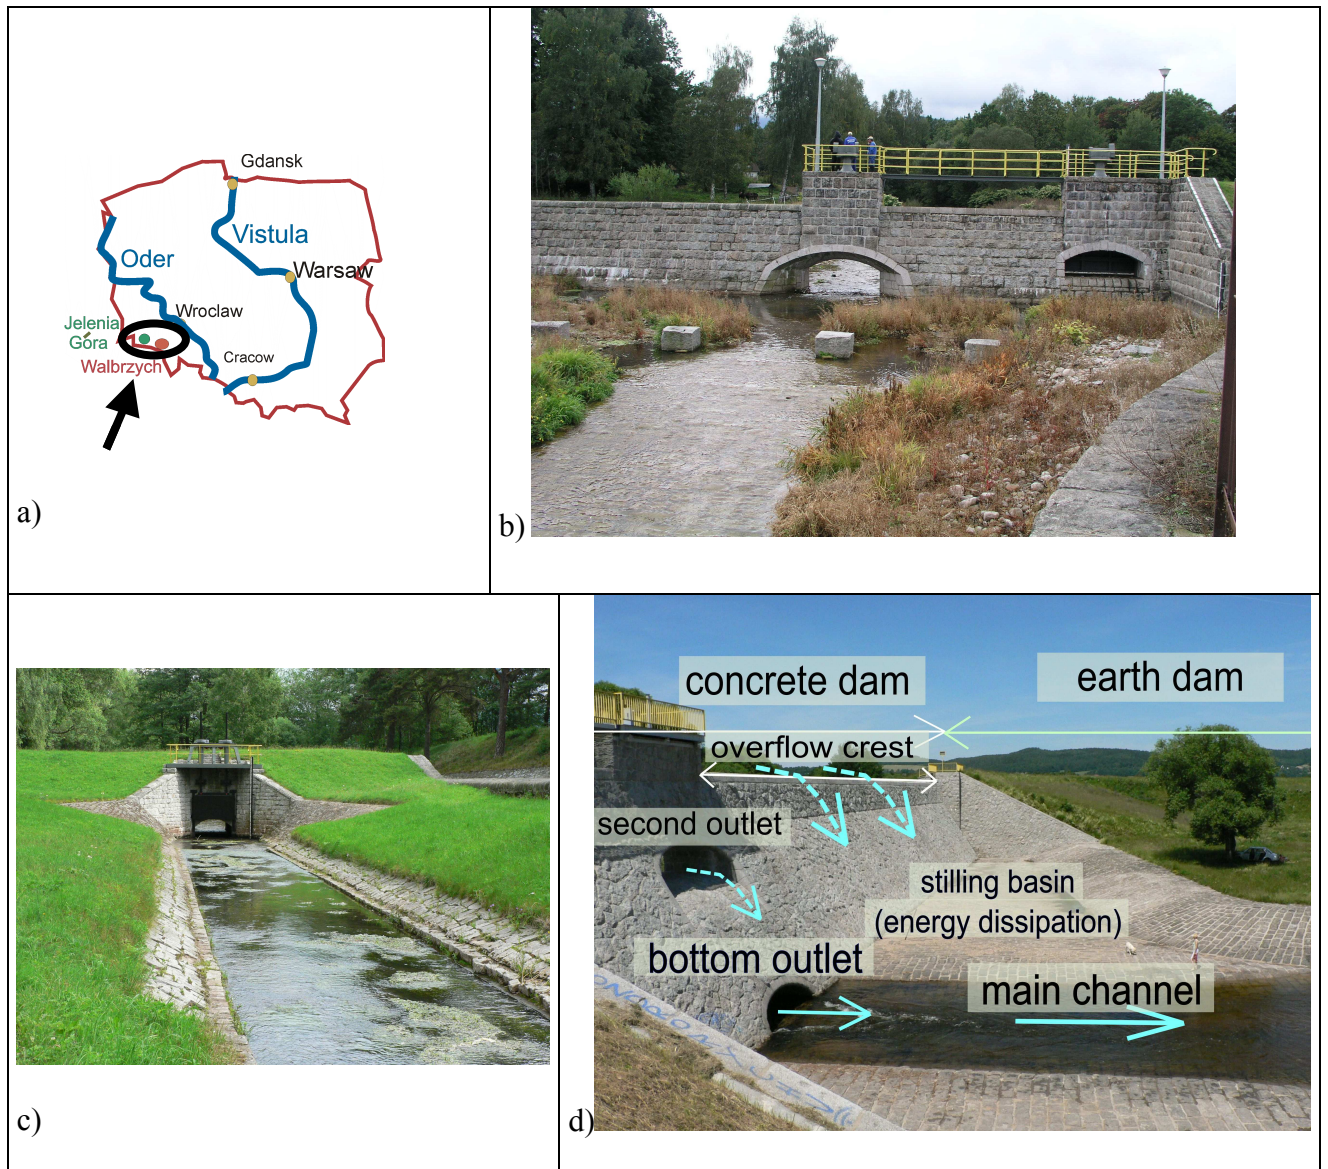 Gdansk
Vistula
Oder
Warsaw
Wroclaw
Jelenia
Góra
Cracow
Walbrzych
a)
b)
c)
concrete dam
earth dam
overflow crest
second outlet
stilling basin
(energy dissipation)
bottom outlet
main channel
d)